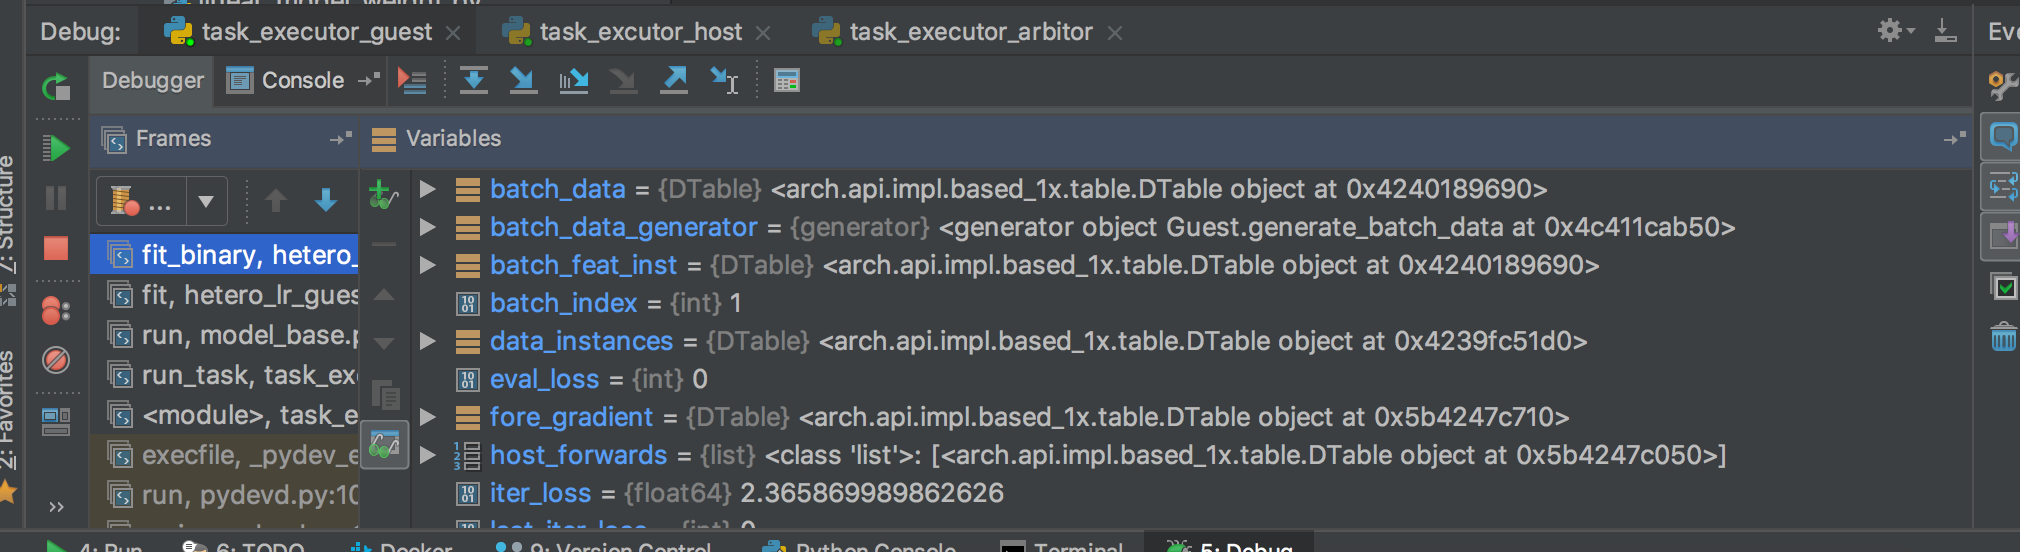 linear_model_weight.py
Debug: task_executor_guest task_excutor_host task_executor_arbitor Eve
Debugger Console
Frames Variables
...
fit_binary, hetero_
fit, hetero_lr_gues
run, model_base.p
run_task, task_exe
<module>, task_e
execfile, _pydev_e
run, pydevd.py:10
batch_data = {DTable} <arch.api.impl.based_1x.table.DTable object at 0x4240189690>
batch_data_generator = {generator} <generator object Guest.generate_batch_data at 0x4c411cab50>
batch_feat_inst = {DTable} <arch.api.impl.based_1x.table.DTable object at 0x4240189690>
batch_index = {int} 1
data_instances = {DTable} <arch.api.impl.based_1x.table.DTable object at 0x4239fc51d0>
eval_loss = {int} 0
fore_gradient = {DTable} <arch.api.impl.based_1x.table.DTable object at 0x5b4247c710>
host_forwards = {list} <class 'list'>: [<arch.api.impl.based_1x.table.DTable object at 0x5b4247c050>]
iter_loss = {float64} 2.365869989862626
last_iter_loss = {int} 0
7: Structure
2: Favorites
4: Run 6: TODO Docker 9: Version Control Python Console Terminal 5: Debug